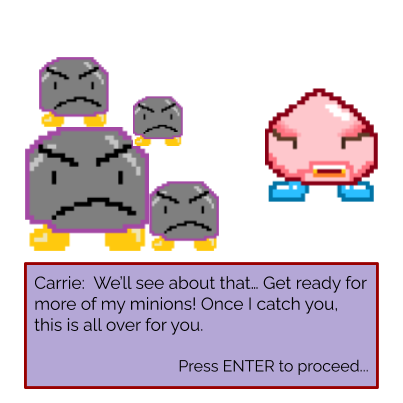 Carrie:  We'll see about that... Get ready for
more of my minions! Once I catch you,
this is all over for you.
Press ENTER to proceed...